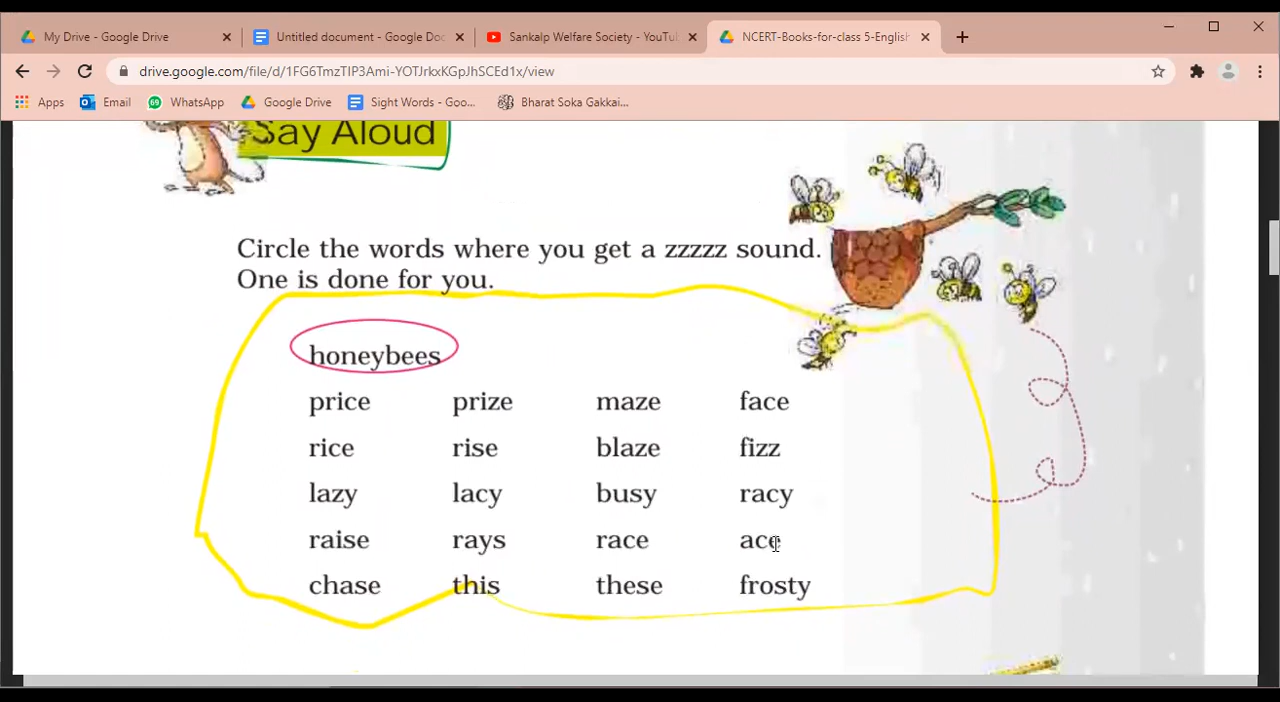 My Drive - Google Drive
Untitled document - Google Doc
Sankalp Welfare Society - YouTu
NCERT-Books-for-class 5-English
drive.google.com/file/d/1FG6TmzTIP3Ami-YOTJrkxKGpJhSCEd1x/view
Apps Email 69 WhatsApp Google Drive Sight Words - Goo... Bharat Soka Gakkai...
Say Aloud
Circle the words where you get a zzzzz sound.
One is done for you.
honeybees
price prize maze face
rice rise blaze fizz
lazy lacy busy racy
raise rays race ace
chase this these frosty